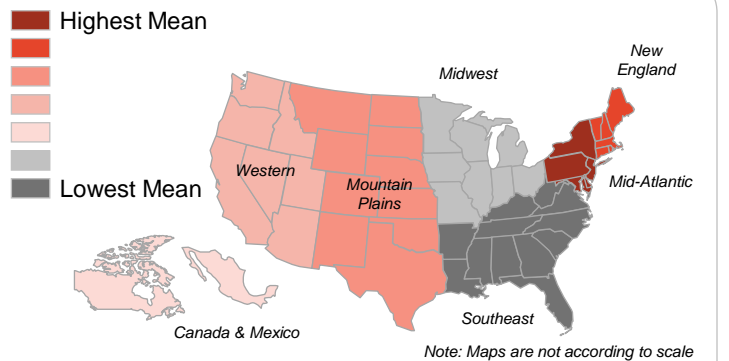 Highest Mean
Lowest Mean
Midwest
New
England
Western
Mountain
Plains
Mid-Atlantic
Canada & Mexico
Southeast
Note: Maps are not according to scale